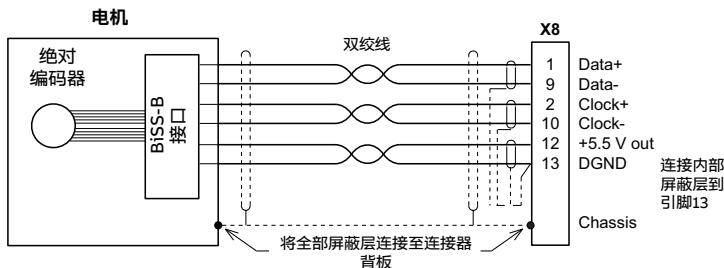 电机
绝对
编码器
BiSS-B
接口
双绞线
X8
1 Data+
9 Data-
2 Clock+
10 Clock-
12 +5.5 V out
13 DGND
连接内部
屏蔽层到
引脚13
Chassis
将全部屏蔽层连接至连接器
背板